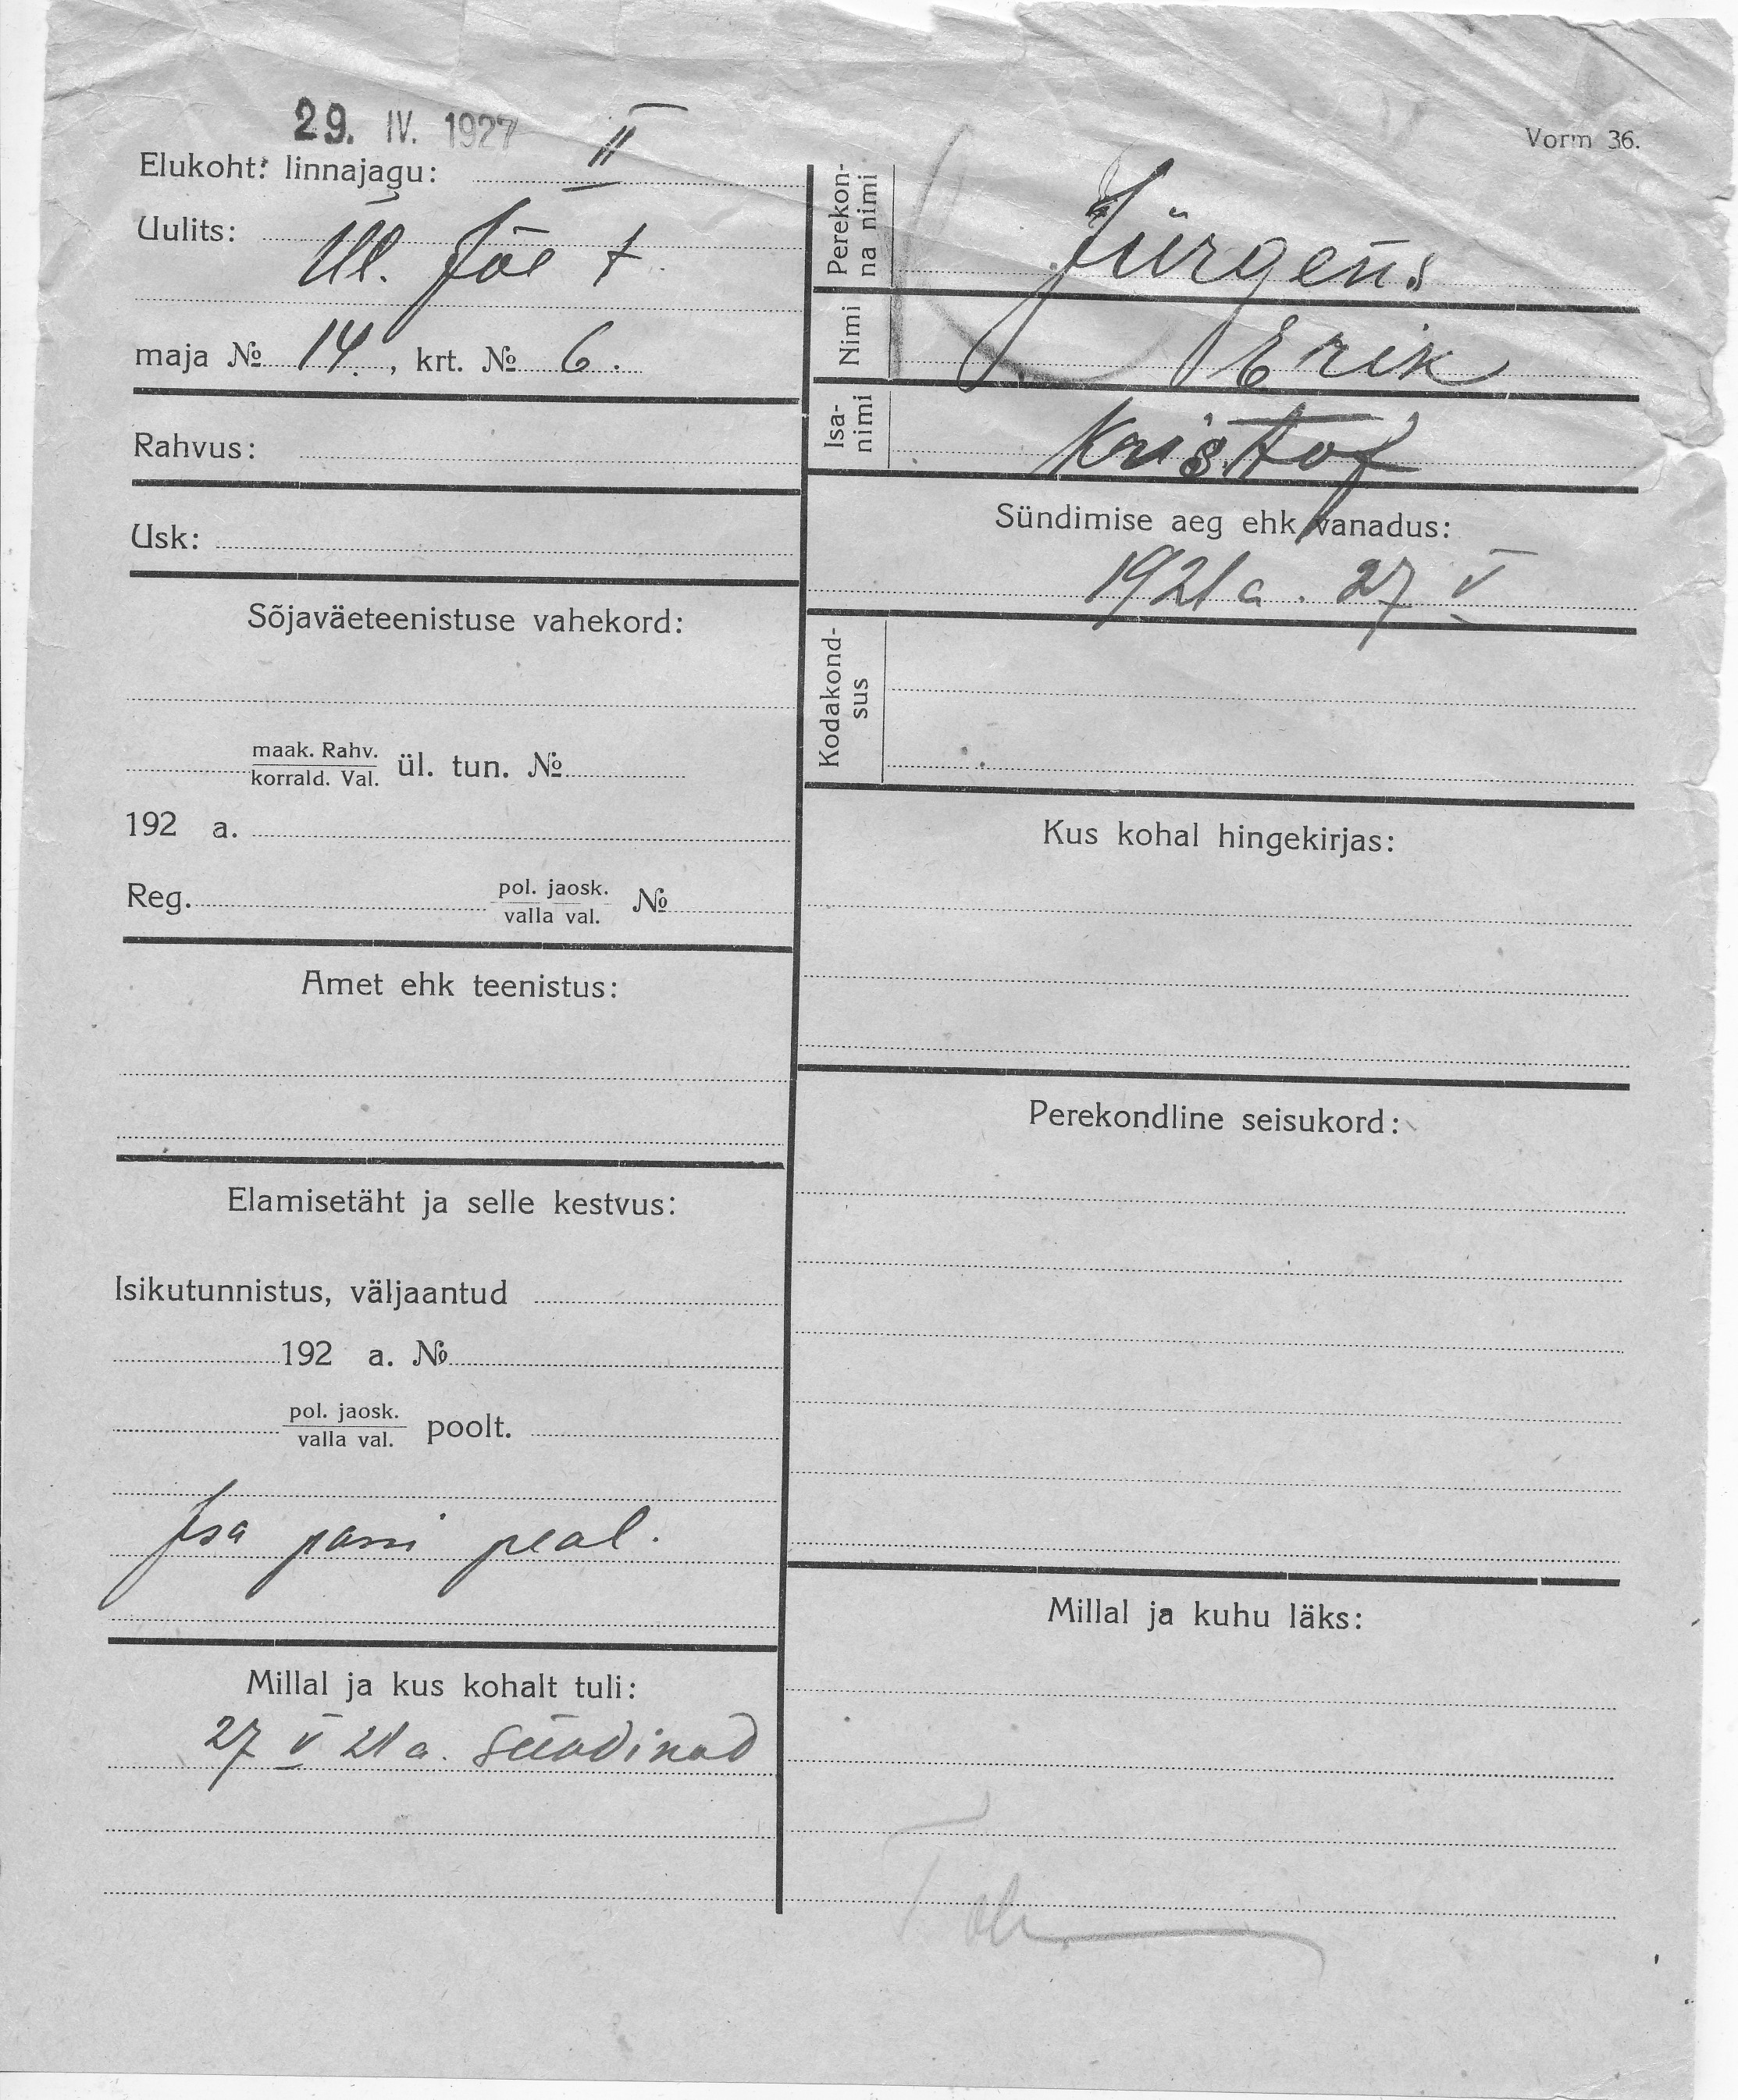 29. IV. 1927
Vorm 36.
Elukoht: linnajagu: II
Uulits: Ül. Jõe t.
maja № 14., krt. № 6.
Rahvus:
Usk:
Sõjaväeteenistuse vahekord:
maak. Rahv.
korrald. Val.
ül. tun. №
192 a.
Reg. pol. jaosk. №
valla val.
Amet ehk teenistus:
Elamisetäht ja selle kestvus:
Isikutunnistus, väljaantud
192 a. №
pol. jaosk.
valla val.
poolt.
Isa passi peal.
Millal ja kus kohalt tuli:
27 V 21 a. sündinud
Perekon-
na nimi
Jürgens
Nimi
Erik
Isa-
nimi
Kristof
Sündimise aeg ehk vanadus:
1921 a. 27 V
Kodakond-
sus
Kus kohal hingekirjas:
Perekondline seisukord:
Millal ja kuhu läks: